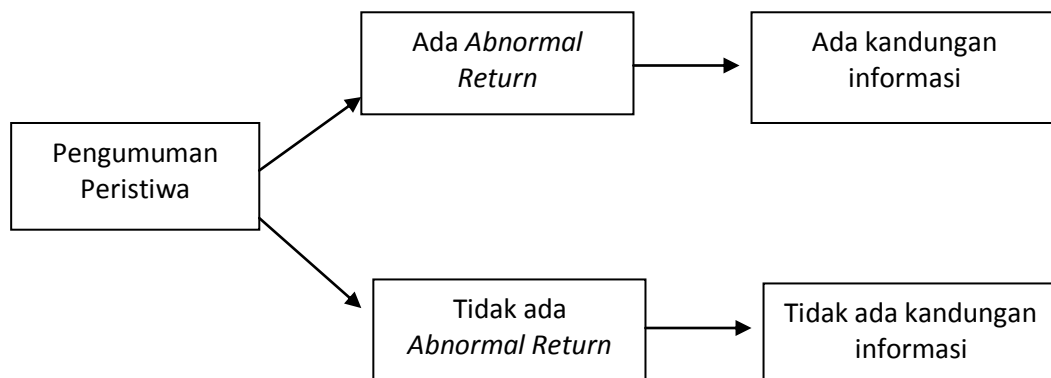 Pengumuman
Peristiwa
Ada Abnormal
Return
Ada kandungan
informasi
Tidak ada
Abnormal Return
Tidak ada kandungan
informasi